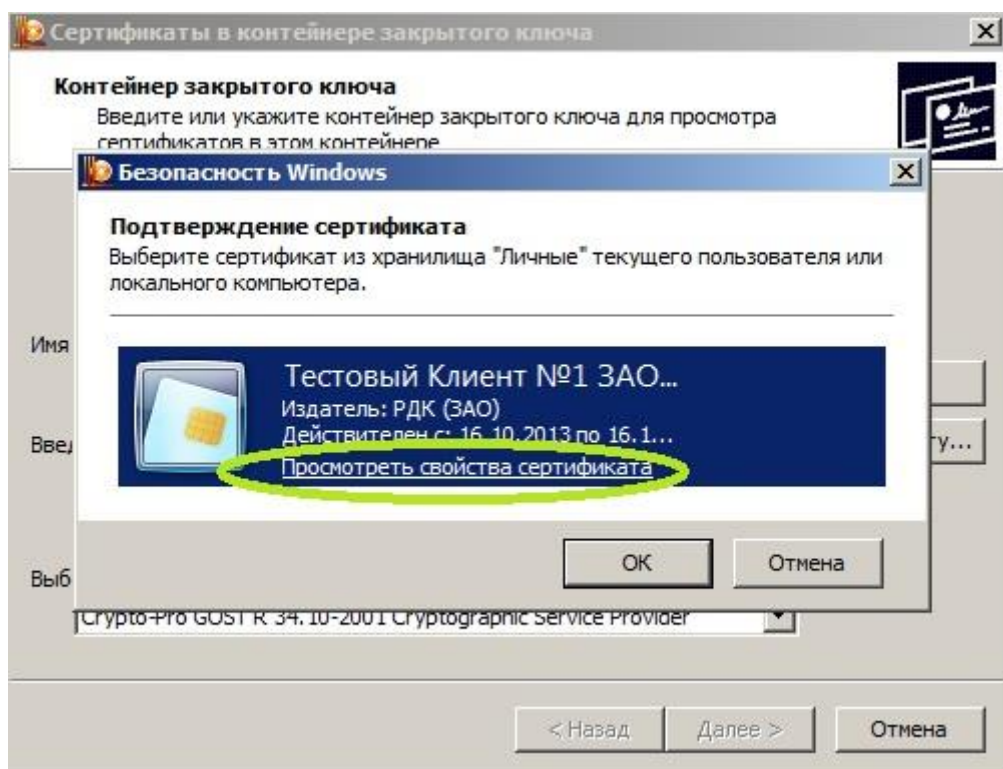 Сертификаты в контейнере закрытого ключа
Контейнер закрытого ключа
Введите или укажите контейнер закрытого ключа для просмотра
сертификатов в этом контейнере
Безопасность Windows
Подтверждение сертификата
Выберите сертификат из хранилища "Личные" текущего пользователя или
локального компьютера.
Имя
Тестовый Клиент №1 ЗАО...
Издатель: РДК (ЗАО)
Действителен с: 16.10.2013 по 16.1...
Введ
у...
Просмотреть свойства сертификата
ОК
Отмена
Выб
Crypto-Pro GOST R 34.10-2001 Cryptographic Service Provider
< Назад
Далее >
Отмена